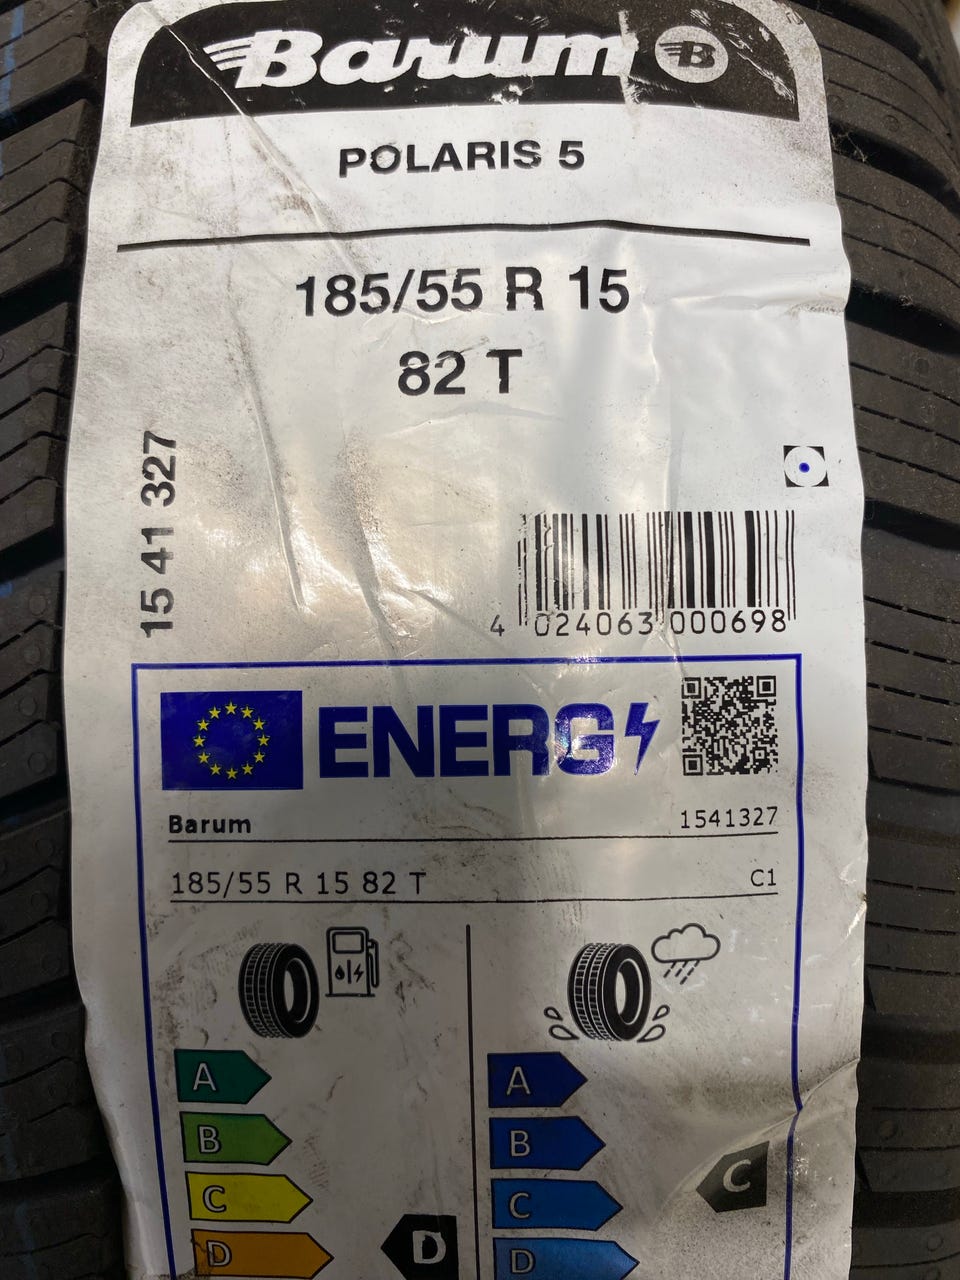 Barum B
POLARIS 5
185/55 R 15
82 T
15 41 327
4 024063 000698
ENERG
Barum 1541327
185/55 R 15 82 T C1
A A
B B
C C C
D D D